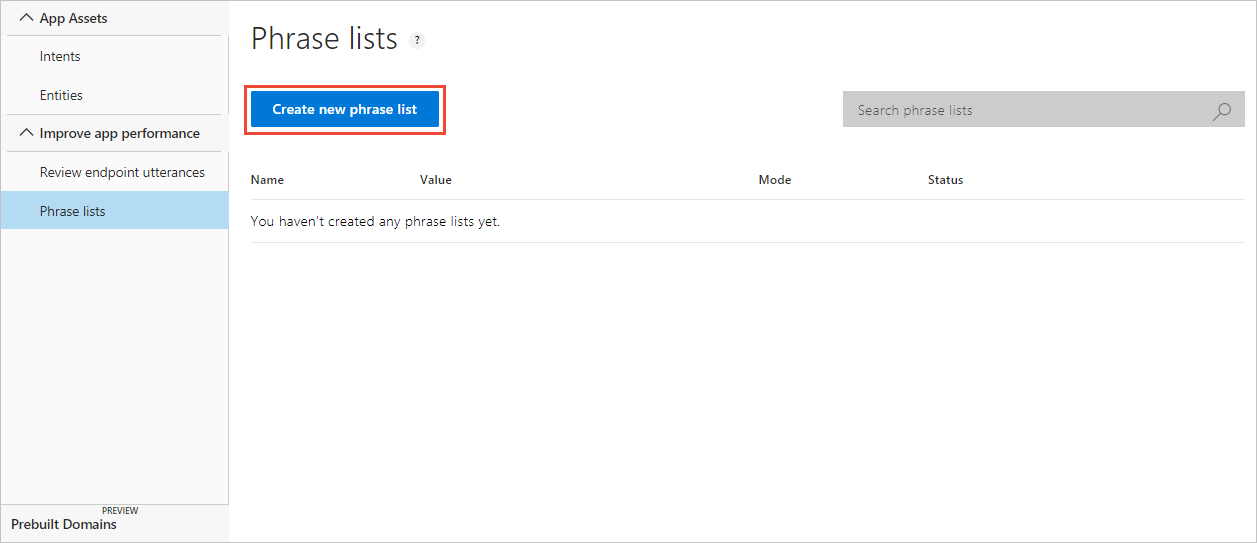 App Assets
Intents
Entities
Improve app performance
Review endpoint utterances
Phrase lists
PREVIEW
Prebuilt Domains
Phrase lists ?
Create new phrase list
Search phrase lists
Name Value Mode Status
You haven't created any phrase lists yet.